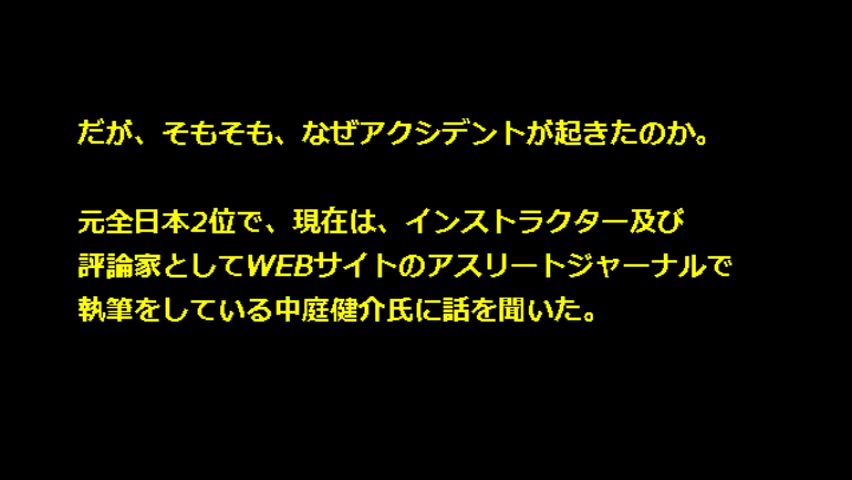 だが、そもそも、なぜアクシデントが起きたのか。
元全日本2位で、現在は、インストラクター及び
評論家としてWEBサイトのアスリートジャーナルで
執筆をしている中庭健介氏に話を聞いた。